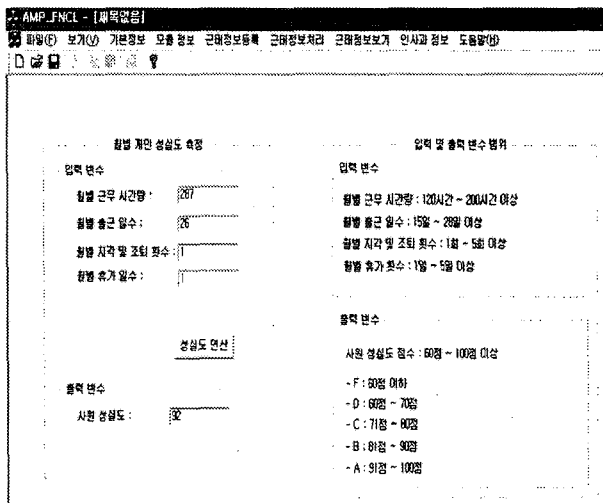 AMP_FNCL - [제목없음]
파일(F) 보기(V) 기본정보 모듈 정보 근태정보등록 근태정보처리 근태정보보기 인사과 정보 도움말(H)
월별 개인 성실도 측정
입력 변수
월별 근무 시간량 : 287
월별 출근 일수 : 26
월별 지각 및 조퇴 횟수 : 1
월별 휴가 일수 : 1
성실도 연산
출력 변수
사원 성실도 : 92
입력 및 출력 변수 범위
입력 변수
월별 근무 시간량 : 120시간 ~ 200시간 이상
월별 출근 일수 : 15일 ~ 28일 이상
월별 지각 및 조퇴 횟수 : 1회 ~ 5회 이상
월별 휴가 횟수 : 1일 ~ 5일 이상
출력 변수
사원 성실도 점수 : 60점 ~ 100점 이상
- F : 60점 이하
- D : 60점 ~ 70점
- C : 71점 ~ 80점
- B : 81점 ~ 90점
- A : 91점 ~ 100점